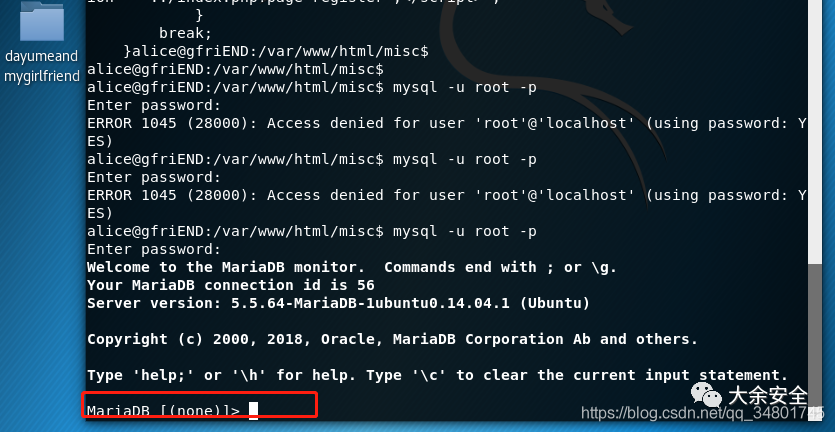 dayumeand
mygirlfriend
}
break;
}alice@gfriEND:/var/www/html/misc$
alice@gfriEND:/var/www/html/misc$
alice@gfriEND:/var/www/html/misc$ mysql -u root -p
Enter password:
ERROR 1045 (28000): Access denied for user 'root'@'localhost' (using password: Y
ES)
alice@gfriEND:/var/www/html/misc$ mysql -u root -p
Enter password:
ERROR 1045 (28000): Access denied for user 'root'@'localhost' (using password: Y
ES)
alice@gfriEND:/var/www/html/misc$ mysql -u root -p
Enter password:
Welcome to the MariaDB monitor.  Commands end with ; or \g.
Your MariaDB connection id is 56
Server version: 5.5.64-MariaDB-1ubuntu0.14.04.1 (Ubuntu)
Copyright (c) 2000, 2018, Oracle, MariaDB Corporation Ab and others.
Type 'help;' or '\h' for help. Type '\c' to clear the current input statement.
MariaDB [(none)]>
大余安全
https://blog.csdn.net/qq_34801745